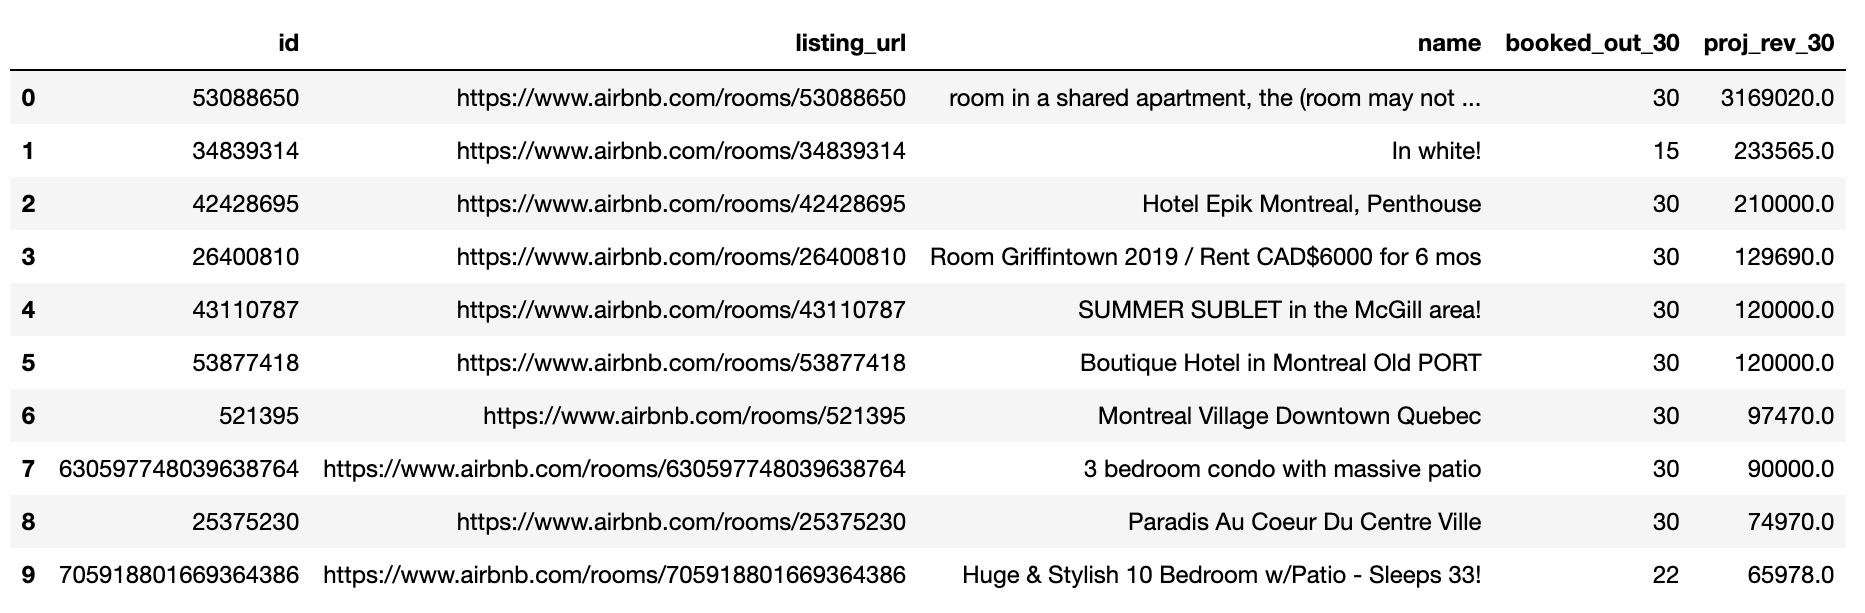 id listing_url name booked_out_30 proj_rev_30
0 53088650 https://www.airbnb.com/rooms/53088650 room in a shared apartment, the (room may not ... 30 3169020.0
1 34839314 https://www.airbnb.com/rooms/34839314 In white! 15 233565.0
2 42428695 https://www.airbnb.com/rooms/42428695 Hotel Epik Montreal, Penthouse 30 210000.0
3 26400810 https://www.airbnb.com/rooms/26400810 Room Griffintown 2019 / Rent CAD$6000 for 6 mos 30 129690.0
4 43110787 https://www.airbnb.com/rooms/43110787 SUMMER SUBLET in the McGill area! 30 120000.0
5 53877418 https://www.airbnb.com/rooms/53877418 Boutique Hotel in Montreal Old PORT 30 120000.0
6 521395 https://www.airbnb.com/rooms/521395 Montreal Village Downtown Quebec 30 97470.0
7 630597748039638764 https://www.airbnb.com/rooms/630597748039638764 3 bedroom condo with massive patio 30 90000.0
8 25375230 https://www.airbnb.com/rooms/25375230 Paradis Au Coeur Du Centre Ville 30 74970.0
9 705918801669364386 https://www.airbnb.com/rooms/705918801669364386 Huge & Stylish 10 Bedroom w/Patio - Sleeps 33! 22 65978.0